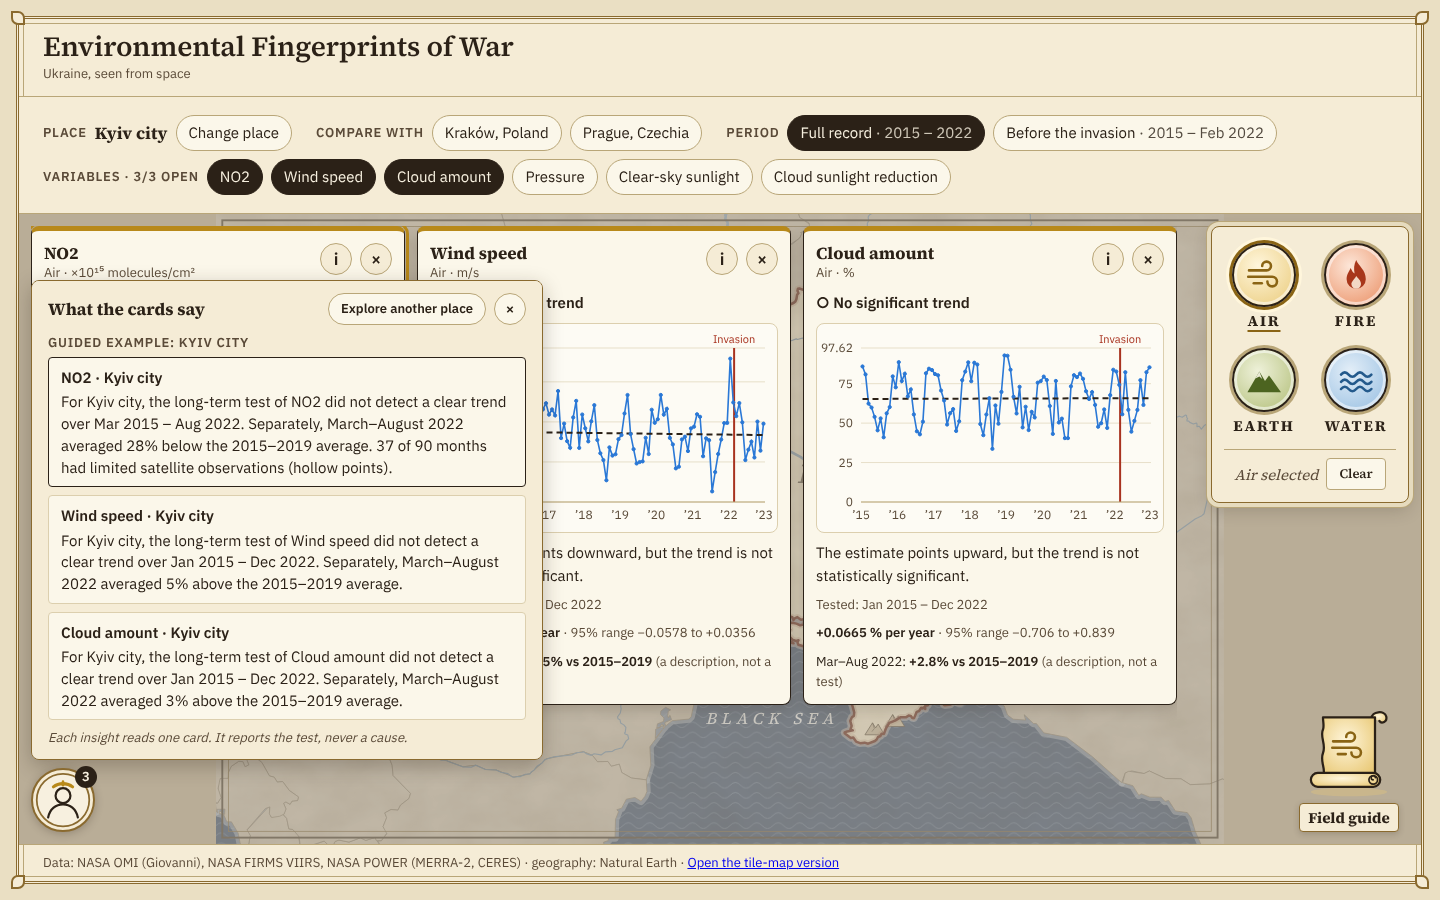 Environmental Fingerprints of War
Ukraine, seen from space
PLACE Kyiv city Change place COMPARE WITH Kraków, Poland Prague, Czechia PERIOD Full record · 2015 – 2022 Before the invasion · 2015 – Feb 2022
VARIABLES · 3/3 OPEN NO2 Wind speed Cloud amount Pressure Clear-sky sunlight Cloud sunlight reduction
NO2
Air · ×10¹⁵ molecules/cm²
i ×
What the cards say
Explore another place ×
GUIDED EXAMPLE: KYIV CITY
NO2 · Kyiv city
For Kyiv city, the long-term test of NO2 did not detect a clear trend
over Mar 2015 – Aug 2022. Separately, March–August 2022
averaged 28% below the 2015–2019 average. 37 of 90 months
had limited satellite observations (hollow points).
Wind speed · Kyiv city
For Kyiv city, the long-term test of Wind speed did not detect a
clear trend over Jan 2015 – Dec 2022. Separately, March–August
2022 averaged 5% above the 2015–2019 average.
Cloud amount · Kyiv city
For Kyiv city, the long-term test of Cloud amount did not detect a
clear trend over Jan 2015 – Dec 2022. Separately, March–August
2022 averaged 3% above the 2015–2019 average.
Each insight reads one card. It reports the test, never a cause.
3
Wind speed
Air · m/s
i ×
trend
Invasion
17 ’18 ’19 ’20 ’21 ’22 ’23
nts downward, but the trend is not
ficant.
Dec 2022
ear · 95% range −0.0578 to +0.0356
5% vs 2015–2019 (a description, not a
Cloud amount
Air · %
i ×
No significant trend
Invasion
97.62
75
50
25
0
’15 ’16 ’17 ’18 ’19 ’20 ’21 ’22 ’23
The estimate points upward, but the trend is not
statistically significant.
Tested: Jan 2015 – Dec 2022
+0.0665 % per year · 95% range −0.706 to +0.839
Mar–Aug 2022: +2.8% vs 2015–2019 (a description, not a
test)
BLACK SEA
AIR FIRE
EARTH WATER
Air selected Clear
Field guide
Data: NASA OMI (Giovanni), NASA FIRMS VIIRS, NASA POWER (MERRA-2, CERES) · geography: Natural Earth · Open the tile-map version